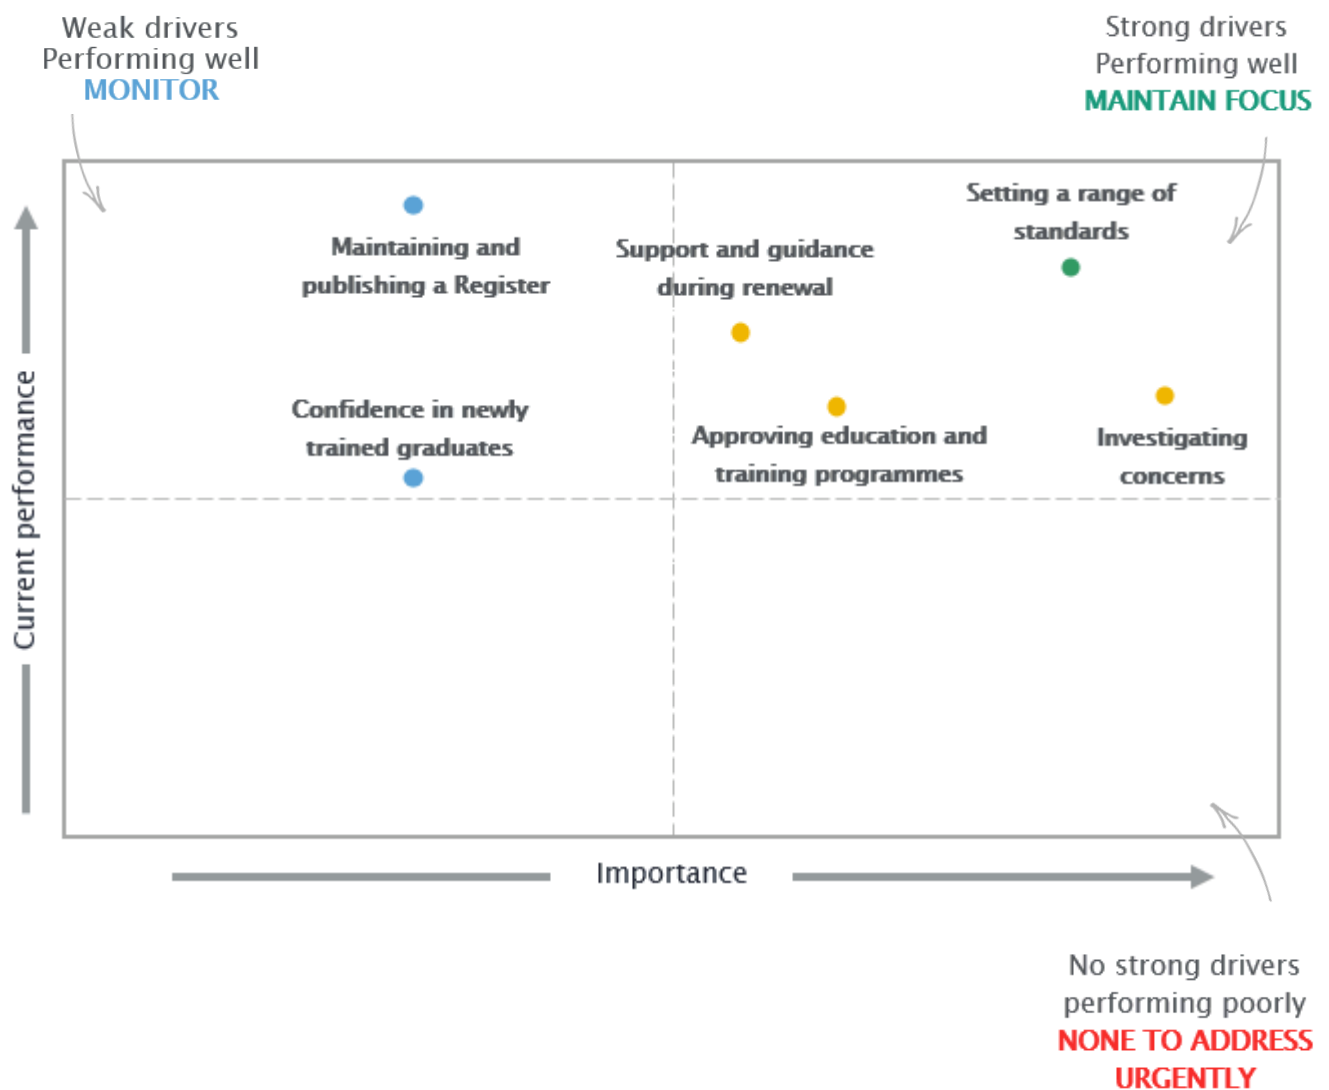 Weak drivers
Performing well
MONITOR
Strong drivers
Performing well
MAINTAIN FOCUS
Setting a range of
standards
Maintaining and
publishing a Register
Support and guidance
during renewal
Confidence in newly
trained graduates
Approving education and
training programmes
Investigating
concerns
Current performance
Importance
No strong drivers
performing poorly
NONE TO ADDRESS
URGENTLY